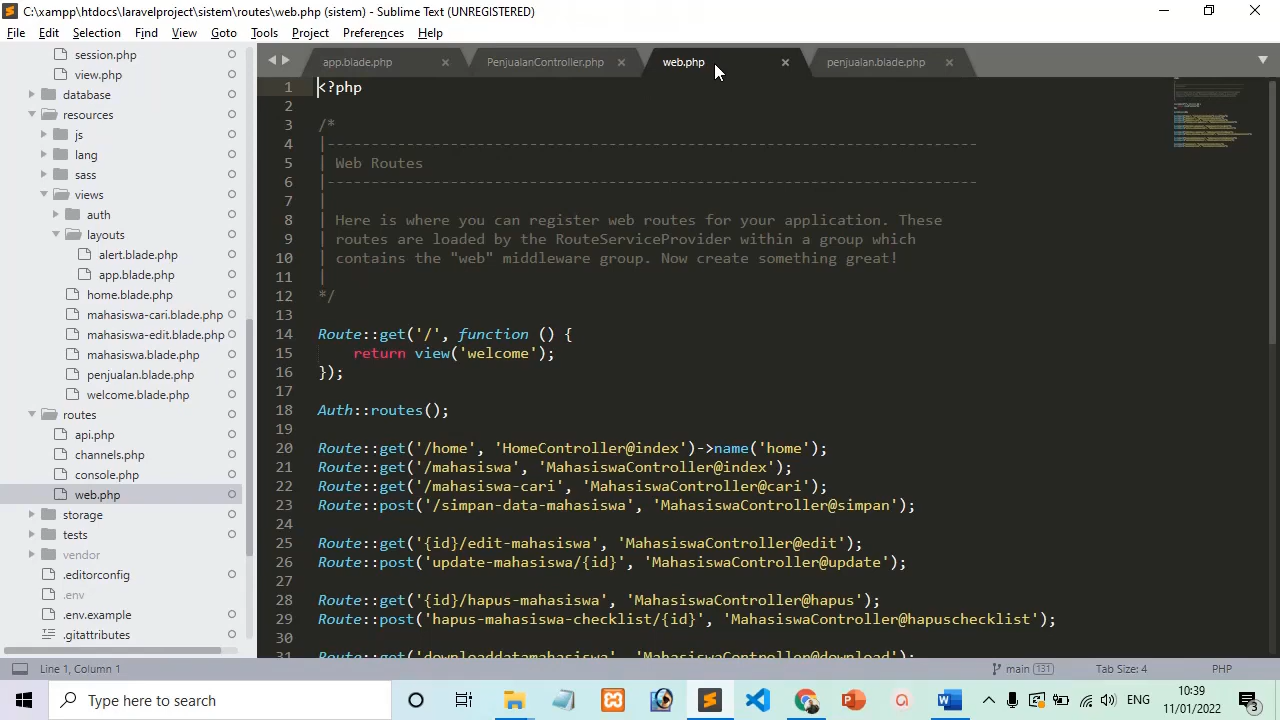 C:\xampp\htdocs\laravelproject\sistem\routes\web.php (sistem) - Sublime Text (UNREGISTERED)
File Edit Selection Find View Goto Tools Project Preferences Help
session.php
view.php
database
resources
js
lang
sass
views
auth
layouts
alert.blade.php
app.blade.php
home.blade.php
mahasiswa-cari.blade.php
mahasiswa-edit.blade.php
mahasiswa.blade.php
penjualan.blade.php
welcome.blade.php
routes
api.php
channels.php
console.php
web.php
storage
tests
vendor
.editorconfig
.env
.env.example
.gitattributes
app.blade.php PenjualanController.php web.php penjualan.blade.php
1 <?php
2
3 /*
4 |--------------------------------------------------------------------------
5 | Web Routes
6 |--------------------------------------------------------------------------
7 |
8 | Here is where you can register web routes for your application. These
9 | routes are loaded by the RouteServiceProvider within a group which
10 | contains the "web" middleware group. Now create something great!
11 |
12 */
13
14 Route::get('/', function () {
15 return view('welcome');
16 });
17
18 Auth::routes();
19
20 Route::get('/home', 'HomeController@index')->name('home');
21 Route::get('/mahasiswa', 'MahasiswaController@index');
22 Route::get('/mahasiswa-cari', 'MahasiswaController@cari');
23 Route::post('/simpan-data-mahasiswa', 'MahasiswaController@simpan');
24
25 Route::get('{id}/edit-mahasiswa', 'MahasiswaController@edit');
26 Route::post('update-mahasiswa/{id}', 'MahasiswaController@update');
27
28 Route::get('{id}/hapus-mahasiswa', 'MahasiswaController@hapus');
29 Route::post('hapus-mahasiswa-checklist/{id}', 'MahasiswaController@hapuschecklist');
30
31 Route::get('downloaddatamahasiswa', 'MahasiswaController@download');
Line 1, Column 1 main 131 Tab Size: 4 PHP
Type here to search
ENG
10:39
11/01/2022
3